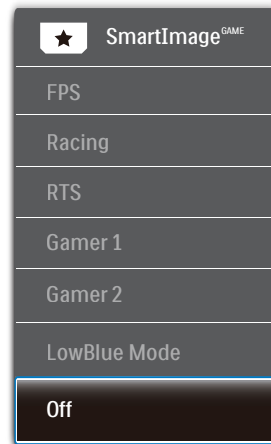 SmartImage GAME
FPS
Racing
RTS
Gamer 1
Gamer 2
LowBlue Mode
Off